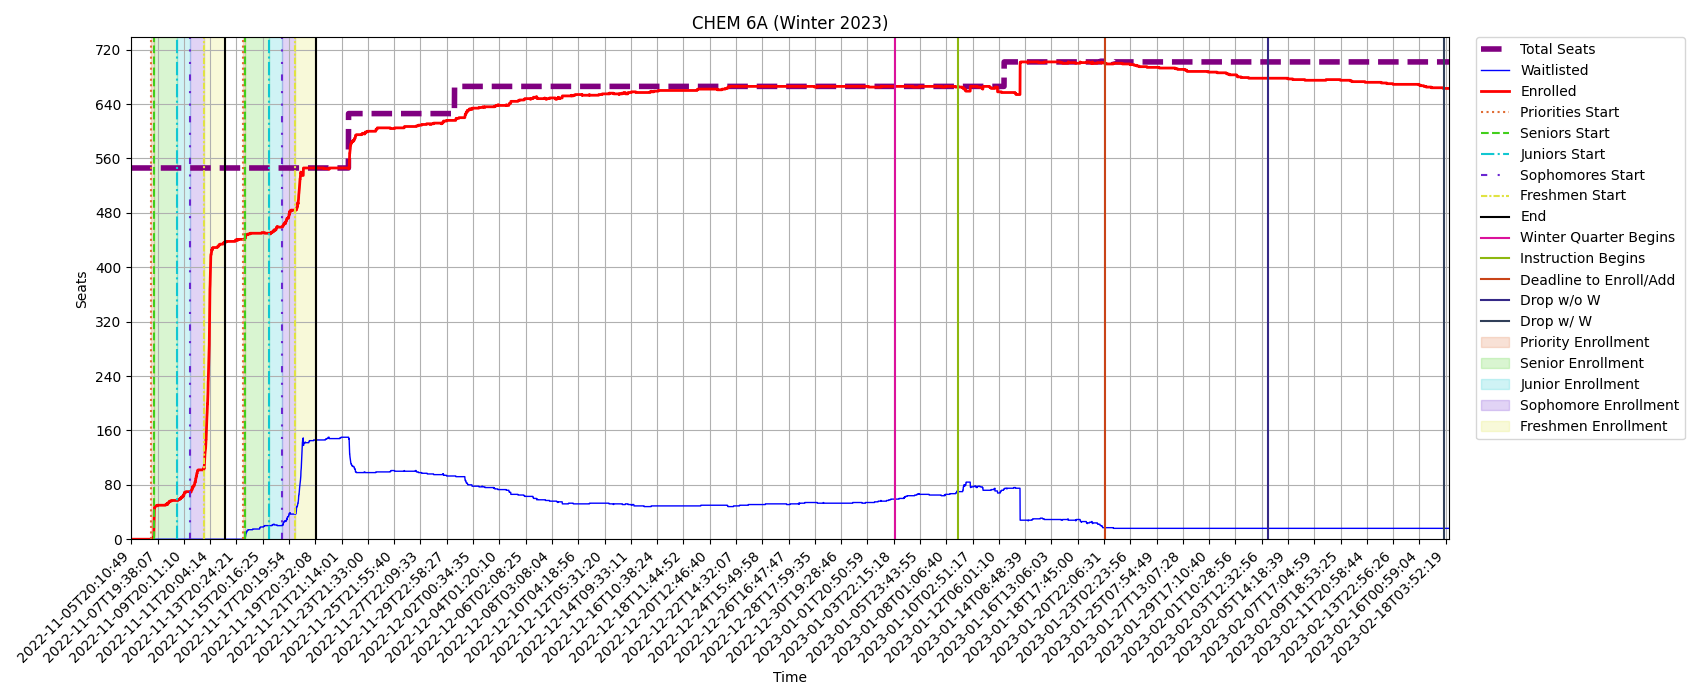 CHEM 6A (Winter 2023)
720
640
560
480
400
320
240
160
80
0
Seats
2022-11-05T20:10:49
2022-11-07T19:38:07
2022-11-09T20:11:10
2022-11-11T20:04:14
2022-11-13T20:24:21
2022-11-15T20:16:25
2022-11-17T20:19:54
2022-11-19T20:32:08
2022-11-21T21:14:01
2022-11-23T21:33:00
2022-11-25T21:55:40
2022-11-27T22:09:33
2022-11-29T22:58:27
2022-12-02T00:34:35
2022-12-04T01:20:10
2022-12-06T02:08:25
2022-12-08T03:08:04
2022-12-10T04:18:56
2022-12-12T05:31:20
2022-12-14T09:33:11
2022-12-16T10:38:24
2022-12-18T11:44:52
2022-12-20T12:46:40
2022-12-22T14:32:07
2022-12-24T15:49:58
2022-12-26T16:47:47
2022-12-28T17:59:35
2022-12-30T19:28:46
2023-01-01T20:50:59
2023-01-03T22:15:18
2023-01-05T23:43:55
2023-01-08T01:06:40
2023-01-10T02:51:17
2023-01-12T06:01:10
2023-01-14T08:48:39
2023-01-16T13:06:03
2023-01-18T17:45:00
2023-01-20T22:06:31
2023-01-23T02:23:56
2023-01-25T07:54:49
2023-01-27T13:07:28
2023-01-29T17:10:40
2023-02-01T10:28:56
2023-02-03T12:32:56
2023-02-05T14:18:39
2023-02-07T17:04:59
2023-02-09T18:53:25
2023-02-11T20:58:44
2023-02-13T22:56:26
2023-02-16T00:59:04
2023-02-18T03:52:19
Time
Total Seats
Waitlisted
Enrolled
Priorities Start
Seniors Start
Juniors Start
Sophomores Start
Freshmen Start
End
Winter Quarter Begins
Instruction Begins
Deadline to Enroll/Add
Drop w/o W
Drop w/ W
Priority Enrollment
Senior Enrollment
Junior Enrollment
Sophomore Enrollment
Freshmen Enrollment